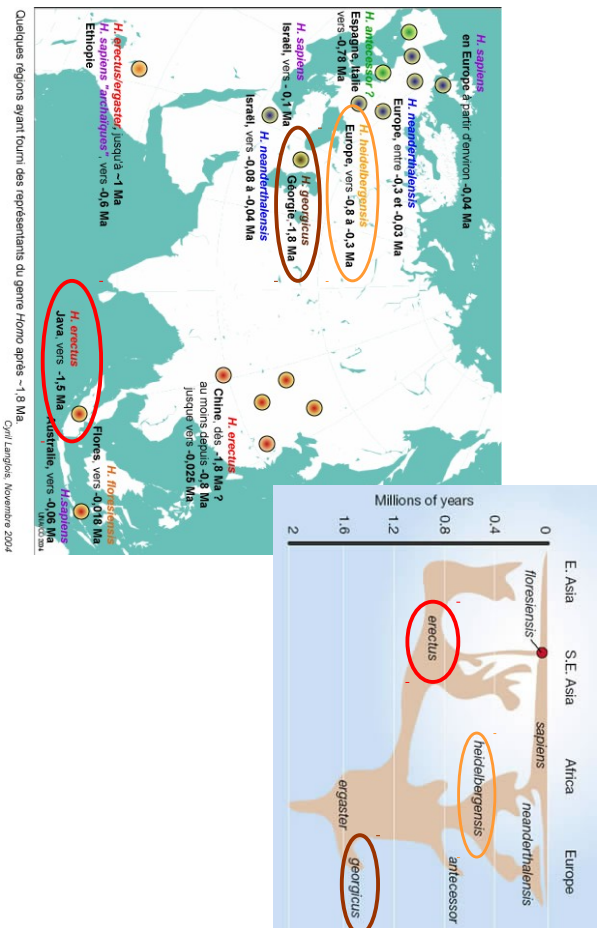 H. sapiens
en Europe à partir d'environ -0,04 Ma
H. neanderthalensis
Europe, entre
-0,3 et -0,03 Ma
H. antecessor ?
Espagne, Italie
vers -0,78 Ma
H. heidelbergensis
Europe, vers -0,8 à -0,3 Ma
H. sapiens
Israël, vers - 0,1 Ma
H. georgicus
Géorgie,-1,8 Ma
H. neanderthalensis
Israël, vers -0,08 à -0,04 Ma
H. erectus/ergaster, jusqu'à ~1 Ma
H. sapiens "archaïques", vers -0,6 Ma
Ethiopie
H. erectus
Chine, dès -1,8 Ma ?
au moins depuis -0,8 Ma
jusque vers -0,025 Ma
H. erectus
Java, vers -1,5 Ma
H. floresiensis
Flores, vers -0,018 Ma
H.sapiens
Australie, vers -0,06 Ma
Quelques régions ayant fourni des représentants du genre Homo après ~1,8 Ma.
Cyril Langlois, Novembre 2004
E. Asia
S.E. Asia
Africa
Europe
Millions of years
0
0.4
0.8
1.2
1.6
2
floresiensis
sapiens
neanderthalensis
heidelbergensis
erectus
antecessor
ergaster
georgicus